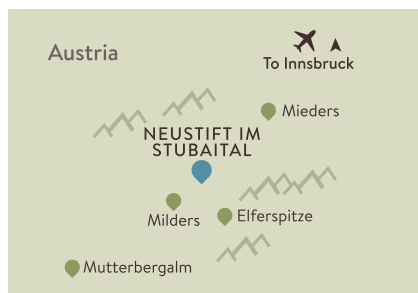 Austria
To Innsbruck
Mieders
NEUSTIFT IM
STUBAITAL
Milders
Elferspitze
Mutterbergalm